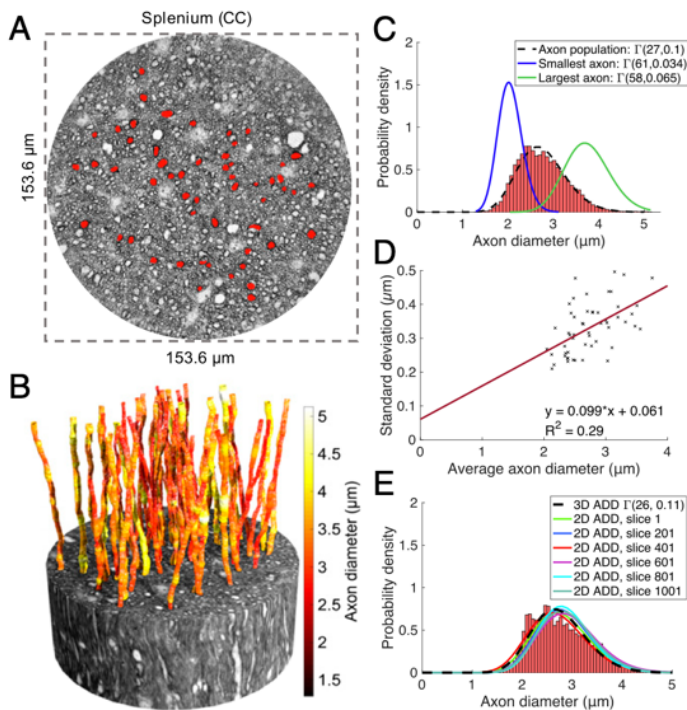 A
Splenium (CC)
153.6 µm
153.6 µm
B
5
4.5
4
3.5
3
2.5
2
1.5
Axon diameter (µm)
C
Axon population: Γ(27,0.1)
Smallest axon: Γ(61,0.034)
Largest axon: Γ(58,0.065)
Probability density
2
1.5
1
0.5
0
0 1 2 3 4 5
Axon diameter (µm)
D
Standard deviation (µm)
0.5
0.4
0.3
0.2
0.1
0
y = 0.099*x + 0.061
R² = 0.29
0 1 2 3 4
Average axon diameter (µm)
E
3D ADD Γ(26, 0.11)
2D ADD, slice 1
2D ADD, slice 201
2D ADD, slice 401
2D ADD, slice 601
2D ADD, slice 801
2D ADD, slice 1001
Probability density
2
1.5
1
0.5
0
0 1 2 3 4 5
Axon diameter (µm)